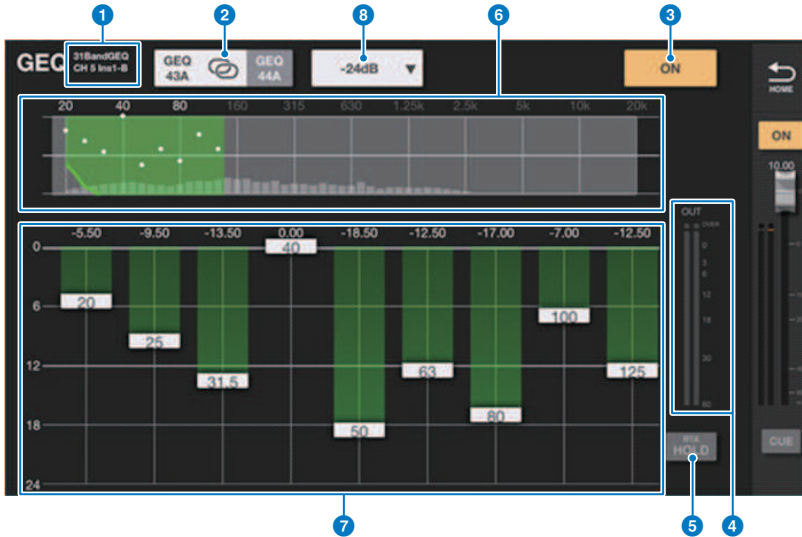 1 2 8 6 3
GEQ
31BandGEQ
CH 5 Ins1-B
GEQ 43A
GEQ 44A
-24dB ▼
ON
HOME
20 40 80 160 315 630 1.25k 2.5k 5k 10k 20k
ON
10.00
-5.50 -9.50 -13.50 0.00 -18.50 -12.50 -17.00 -7.00 -12.50
0
6
12
18
24
20
25
31.5
40
50
63
80
100
125
OUT
OVER
0
3
6
12
18
30
60
RTA
HOLD
CUE
7 5 4